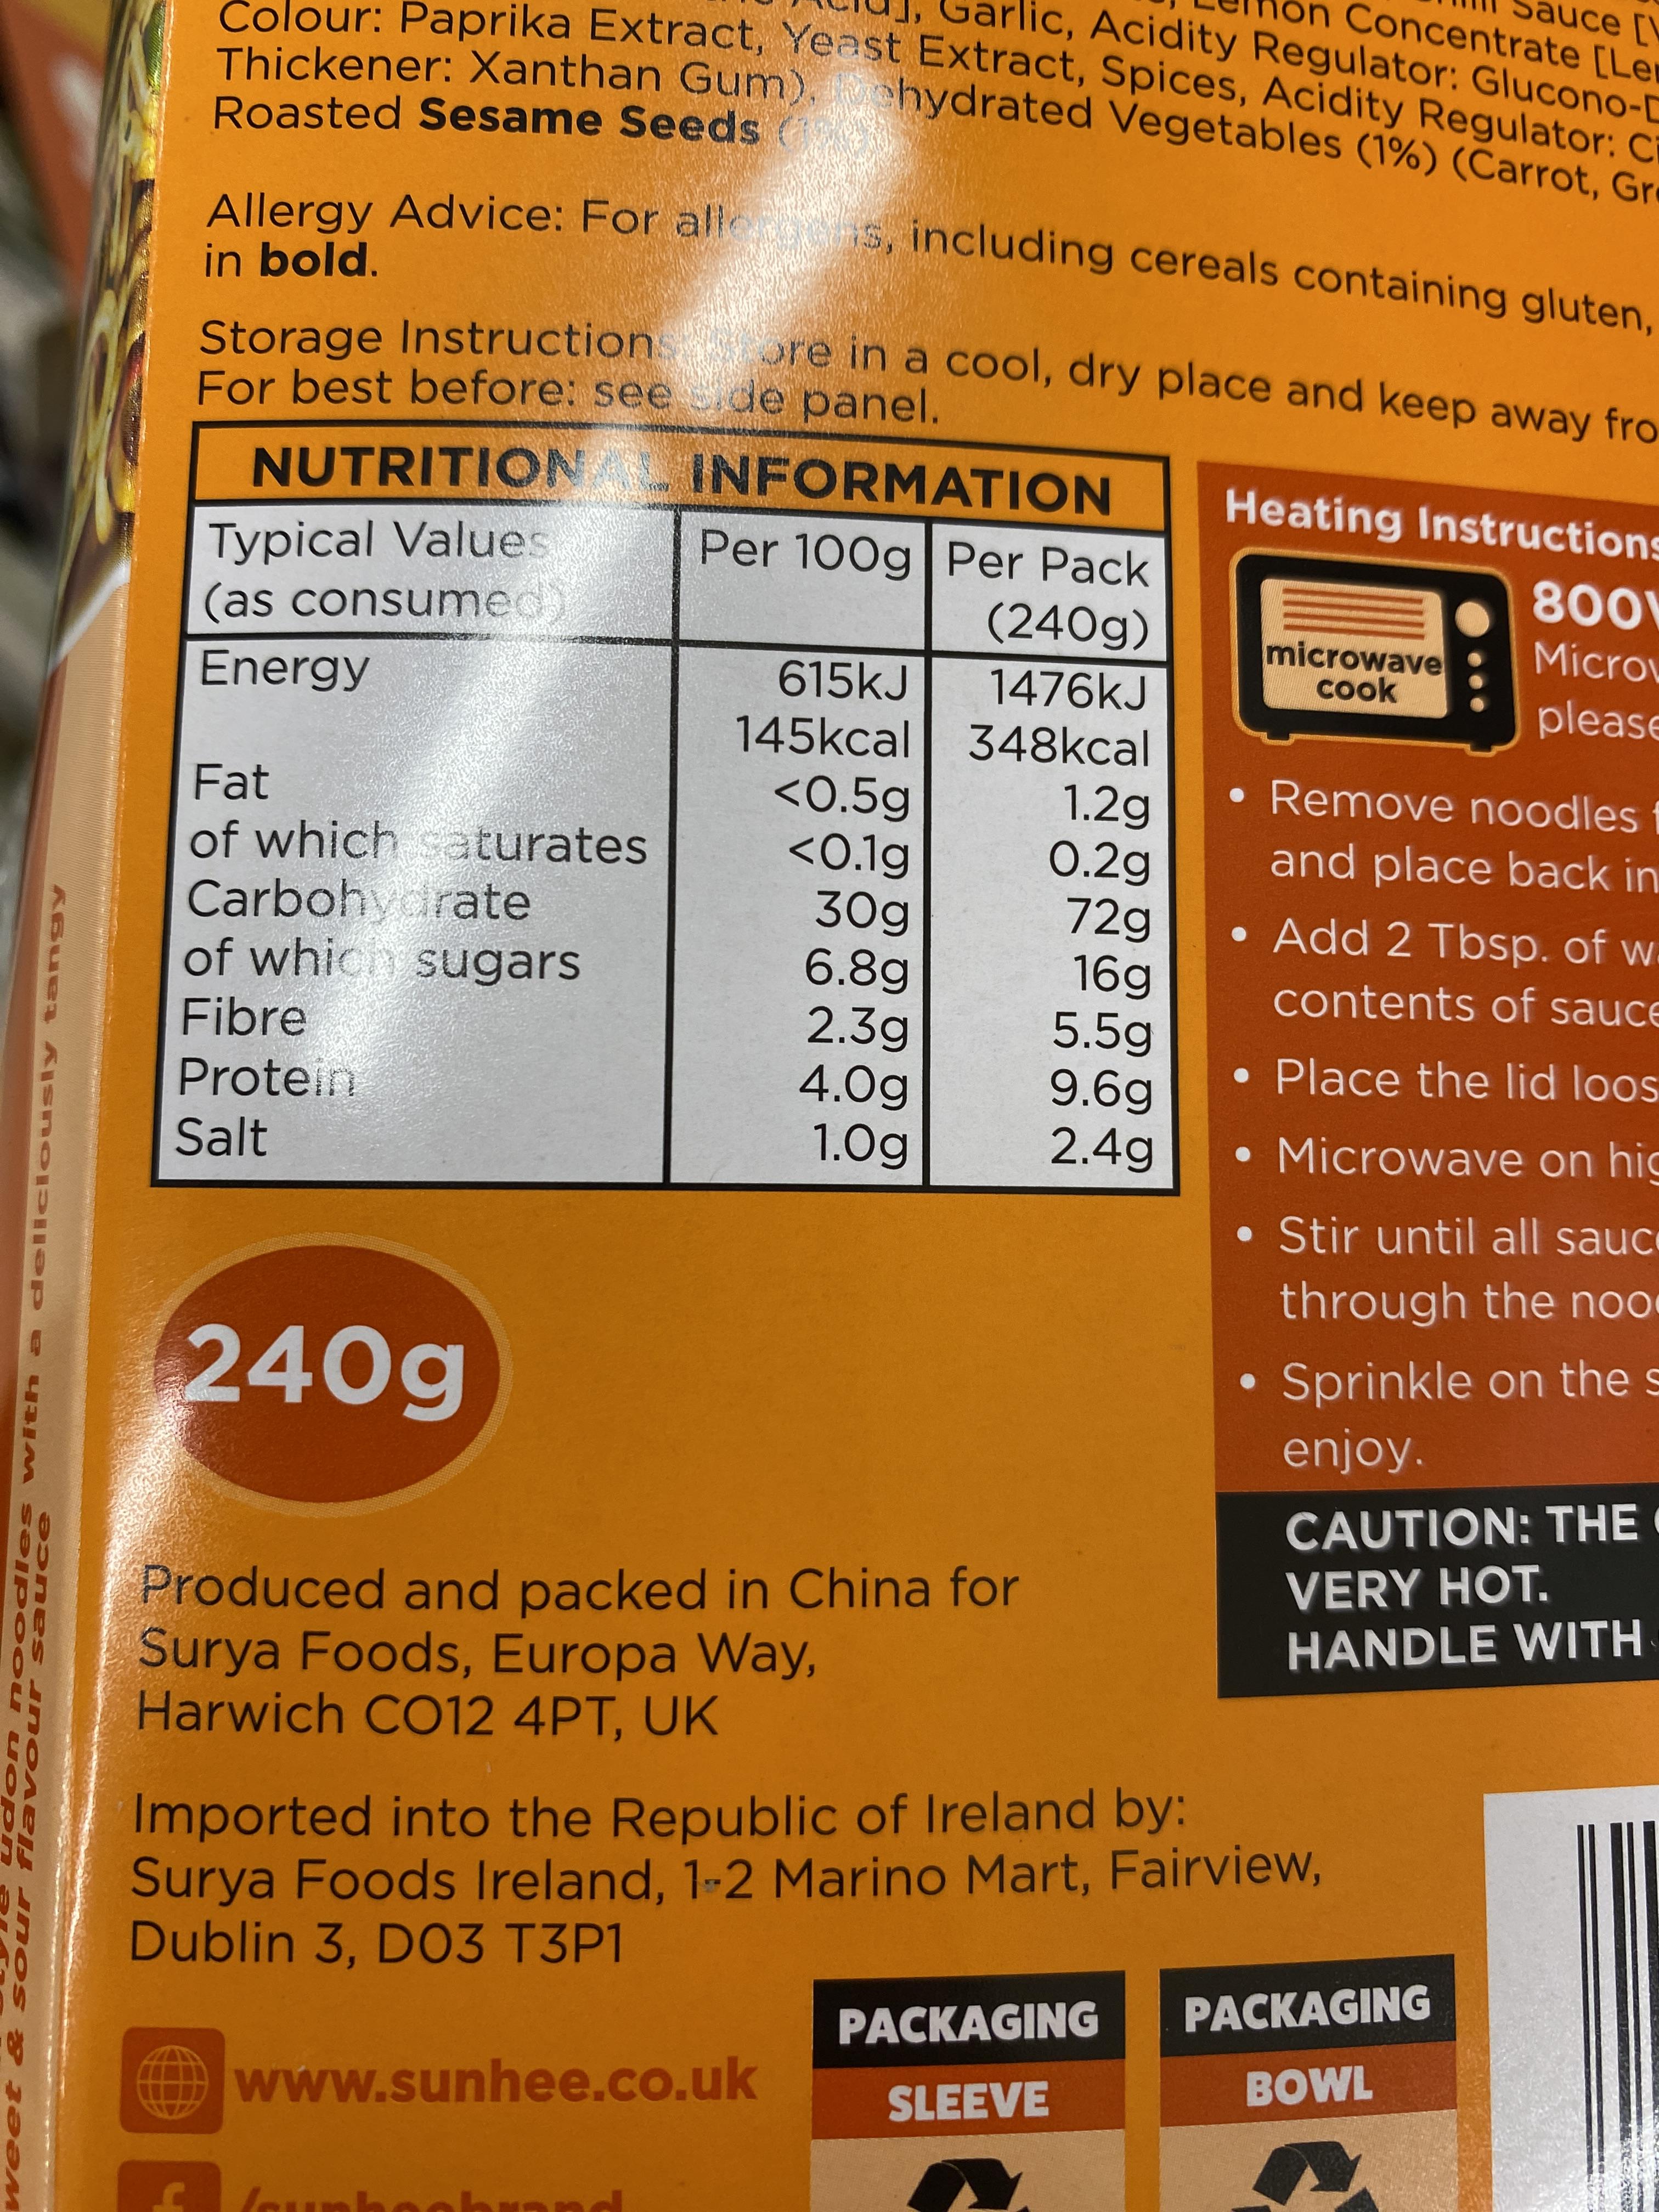 Sauce
Lemon Concentrate
Garlic, Acidity Regulator:
Colour: Paprika Extract, Yeast Extract, Spices, Acidity Regulator:
Thickener: Xanthan Gum), Dehydrated Vegetables (1%) (Carrot,
Roasted Sesame Seeds (1%)
Allergy Advice: For allergens, including cereals containing gluten,
in bold.
Storage Instructions Store in a cool, dry place and keep away
For best before: see side panel.
NUTRITIONAL INFORMATION
Typical Values Per 100g Per Pack
(as consumed) (240g)
Energy 615kJ 1476kJ
145kcal 348kcal
Fat <0.5g 1.2g
of which saturates <0.1g 0.2g
Carbohydrate 30g 72g
of which sugars 6.8g 16g
Fibre 2.3g 5.5g
Protein 4.0g 9.6g
Salt 1.0g 2.4g
Heating Instructions
microwave
cook
800W
please
• Remove noodles
and place back in
• Add 2 Tbsp. of
contents of sauce
• Place the lid
• Microwave on
• Stir until all
through the
• Sprinkle on the
enjoy.
CAUTION: THE
VERY HOT.
HANDLE WITH
240g
Produced and packed in China for
Surya Foods, Europa Way,
Harwich CO12 4PT, UK
Imported into the Republic of Ireland by:
Surya Foods Ireland, 1-2 Marino Mart, Fairview,
Dublin 3, D03 T3P1
www.sunhee.co.uk
/sunheebrand
PACKAGING
SLEEVE
PACKAGING
BOWL
udon noodles with a deliciously tangy
sweet & sour flavour sauce